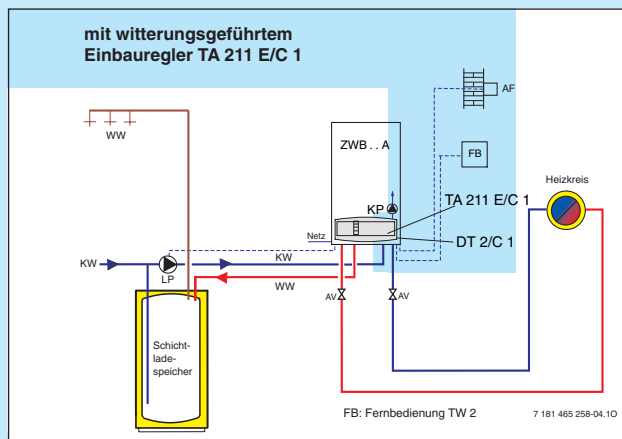 mit witterungsgeführtem
Einbauregler TA 211 E/C 1
AF
WW
ZWB . . A
FB
Heizkreis
KP
TA 211 E/C 1
Netz
DT 2/C 1
KW
KW
LP
WW
AV
AV
Schicht-
lade-
speicher
FB: Fernbedienung TW 2
7 181 465 258-04.1O